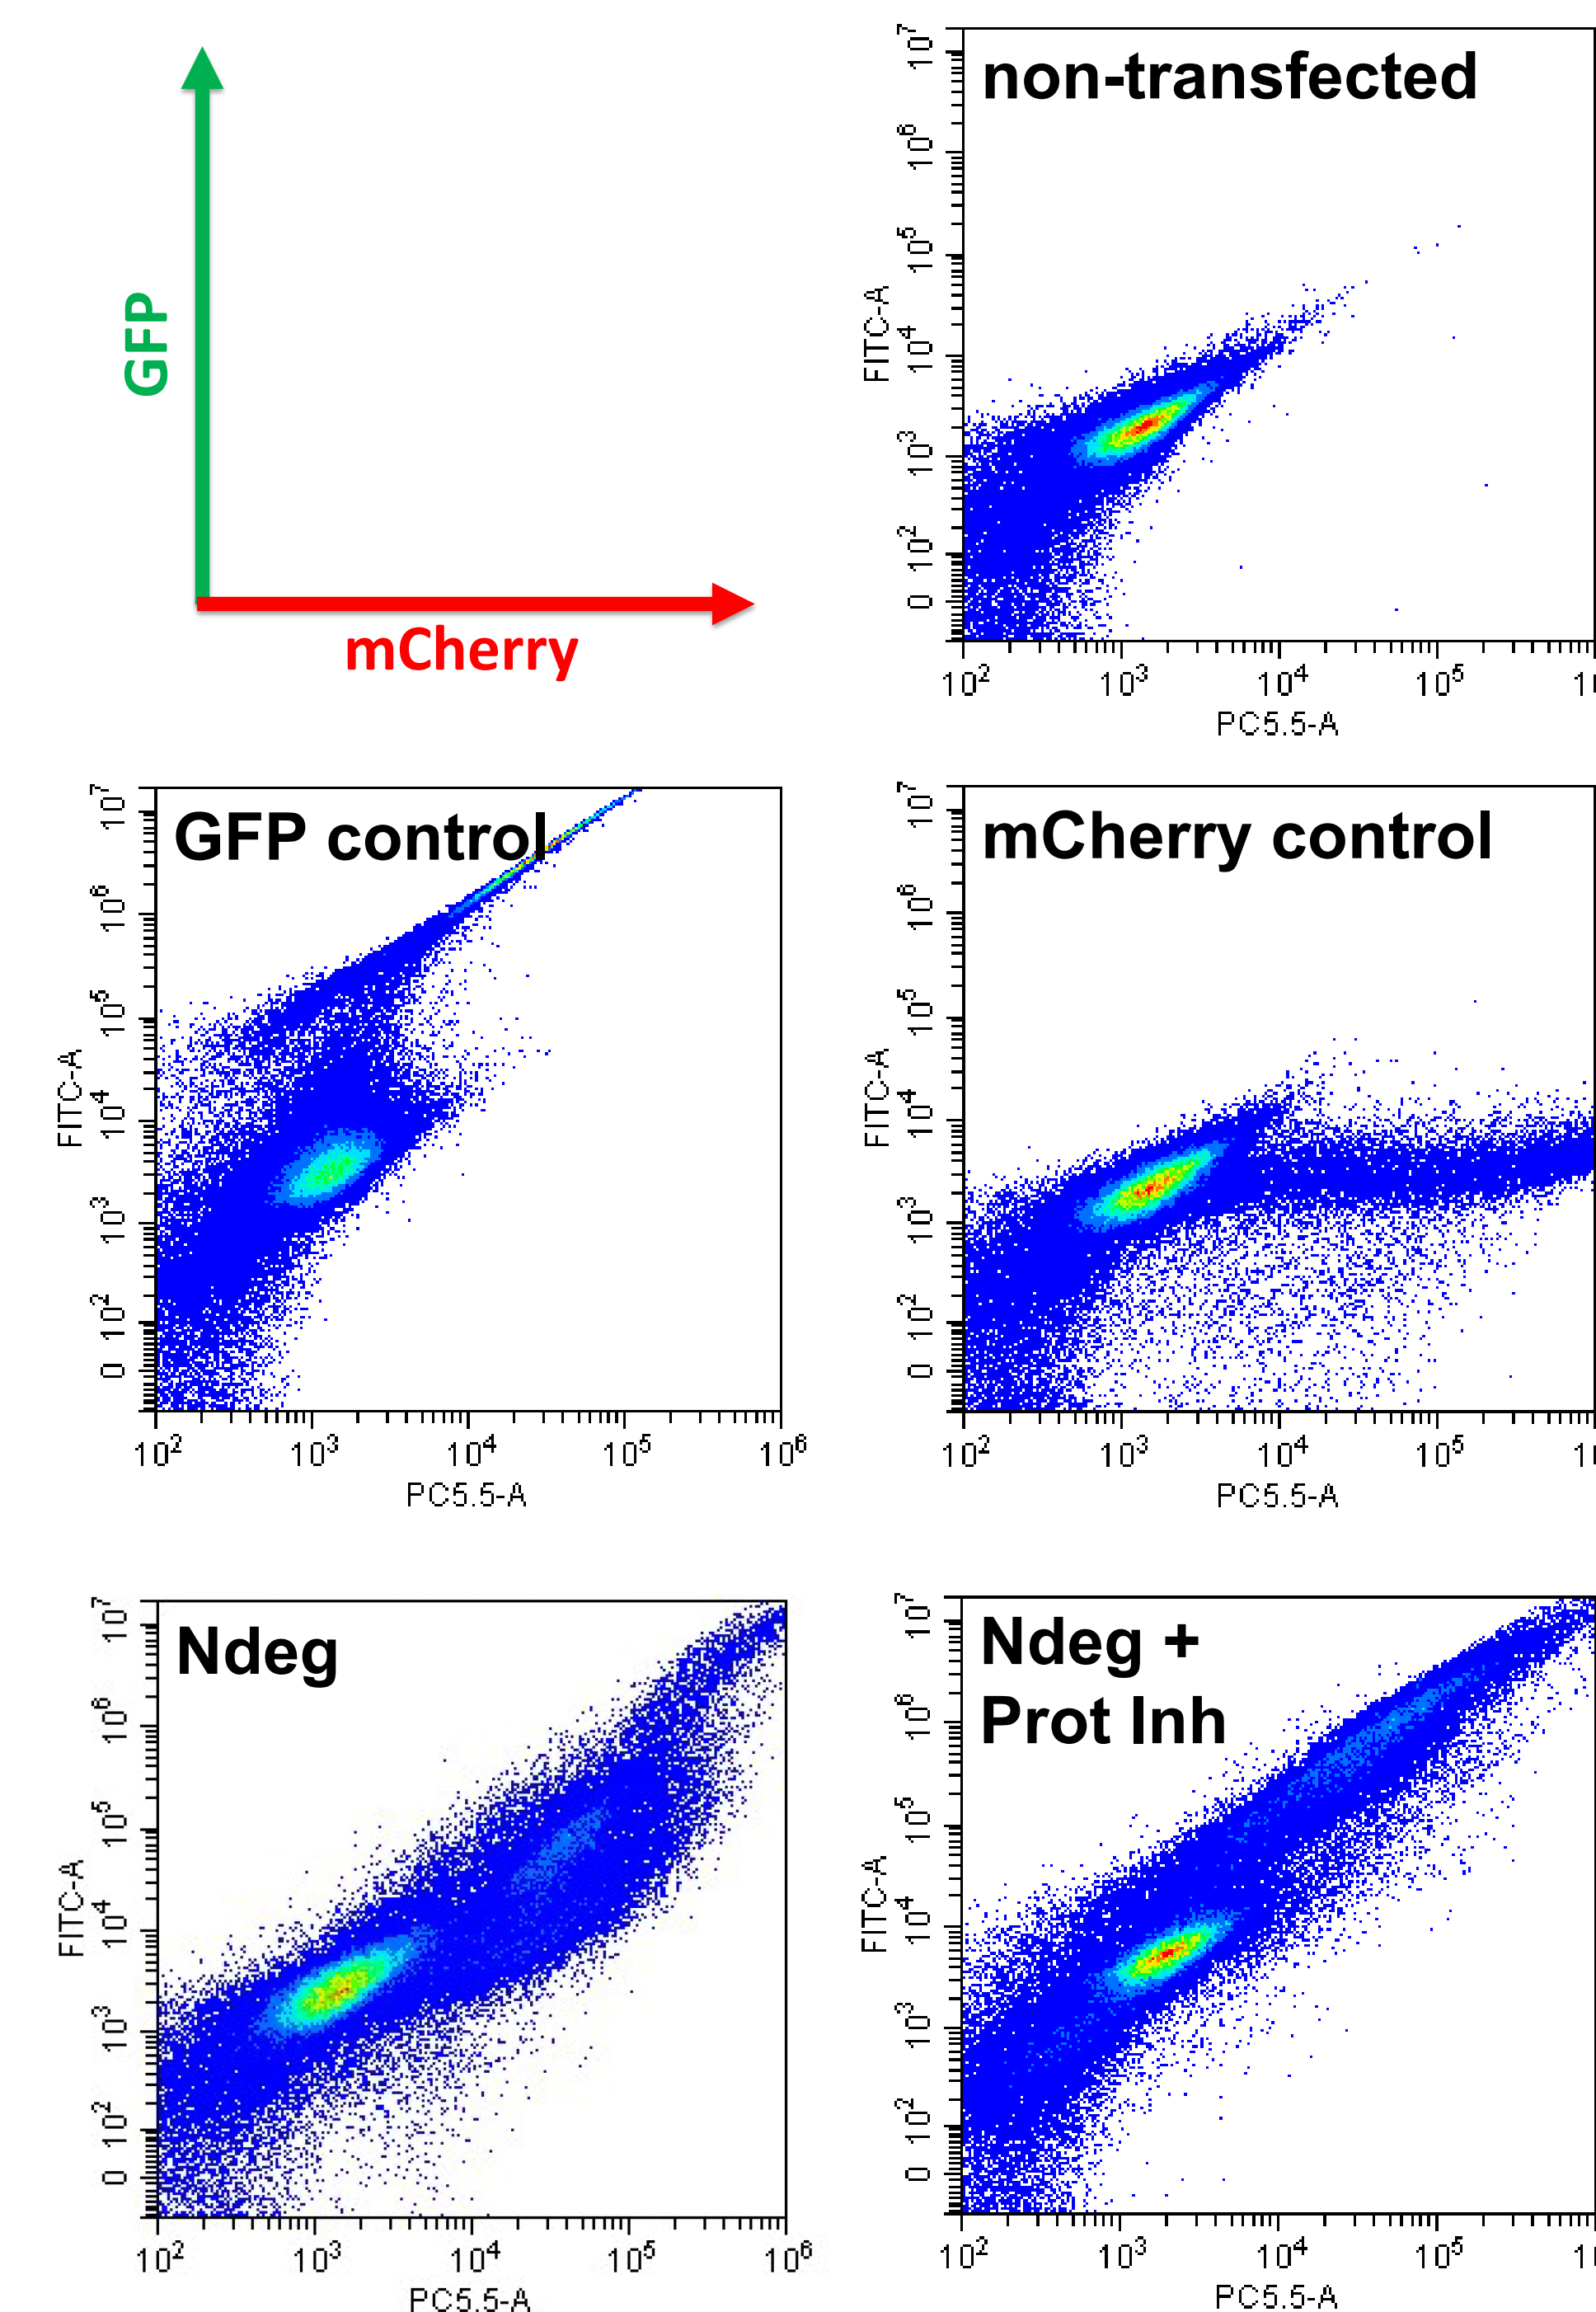 GFP
mCherry
non-transfected
FITC-A
10⁷
10⁶
10⁵
10⁴
10³
10²
0
10² 10³ 10⁴ 10⁵ 1
PC5.5-A
GFP control
FITC-A
10⁷
10⁶
10⁵
10⁴
10³
10²
0
10² 10³ 10⁴ 10⁵ 10⁶
PC5.5-A
mCherry control
FITC-A
10⁷
10⁶
10⁵
10⁴
10³
10²
0
10² 10³ 10⁴ 10⁵ 1
PC5.5-A
Ndeg
FITC-A
10⁷
10⁶
10⁵
10⁴
10³
10²
0
10² 10³ 10⁴ 10⁵ 10⁶
PC5.5-A
Ndeg +
Prot Inh
FITC-A
10⁷
10⁶
10⁵
10⁴
10³
10²
0
10² 10³ 10⁴ 10⁵ 1
PC5.5-A